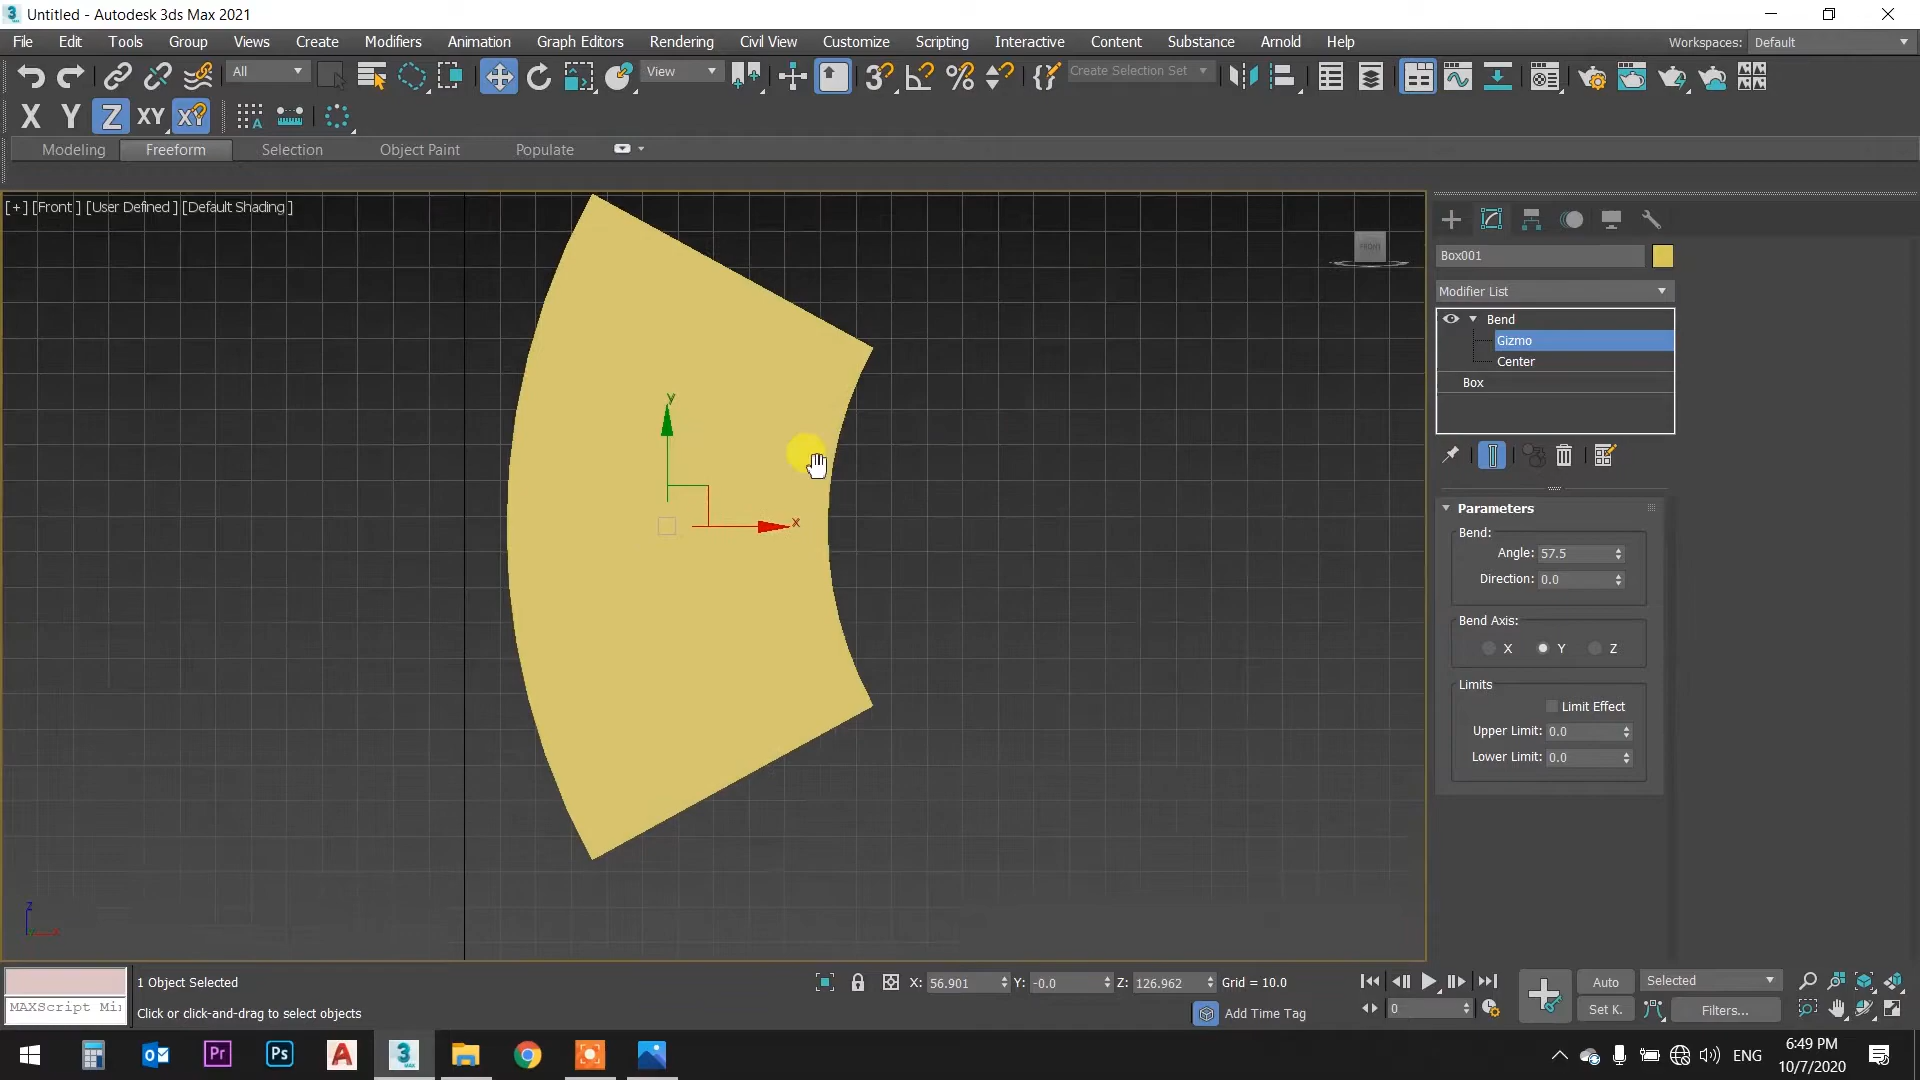 Untitled - Autodesk 3ds Max 2021
File Edit Tools Group Views Create Modifiers Animation Graph Editors Rendering Civil View Customize Scripting Interactive Content Substance Arnold Help Workspaces: Default
All View Create Selection Set
X Y Z XY XY
Modeling Freeform Selection Object Paint Populate
[+] [Front] [User Defined] [Default Shading]
FRONT
Box001
Modifier List
Bend
Gizmo
Center
Box
Parameters
Bend:
Angle: 57.5
Direction: 0.0
Bend Axis:
X Y Z
Limits
Limit Effect
Upper Limit: 0.0
Lower Limit: 0.0
y
x
z
x
1 Object Selected
X: 56.901 Y: -0.0 Z: 126.962 Grid = 10.0
Auto Selected
MAXScript Mi
Click or click-and-drag to select objects
Add Time Tag
0
Set K. Filters...
ENG
6:49 PM
10/7/2020